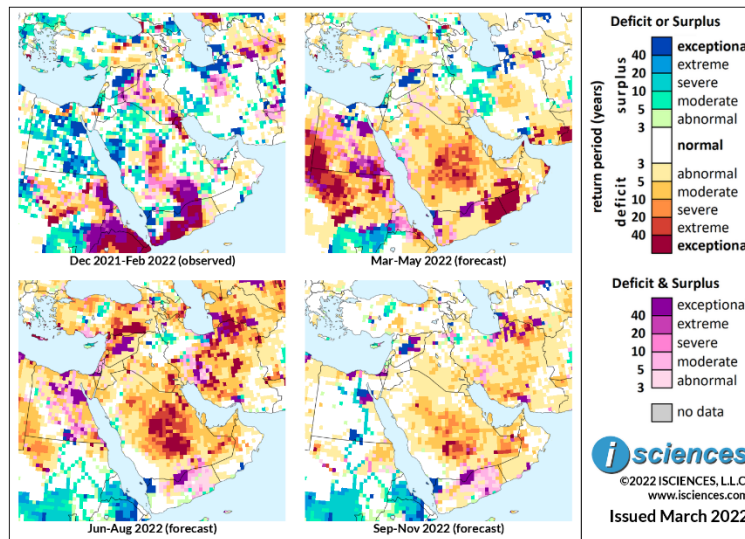 Deficit or Surplus
exceptiona
40
extreme
20
severe
10
moderate
5
abnormal
3
normal
3
abnormal
5
moderate
10
severe
20
extreme
40
exceptiona
return period (years)
surplus
deficit
Dec 2021-Feb 2022 (observed)
Mar-May 2022 (forecast)
Deficit & Surplus
exceptiona
40
extreme
20
severe
10
moderate
5
abnormal
3
no data
i sciences
©2022 ISCIENCES, L.L.C
www.isciences.com
Issued March 2022
Jun-Aug 2022 (forecast)
Sep-Nov 2022 (forecast)